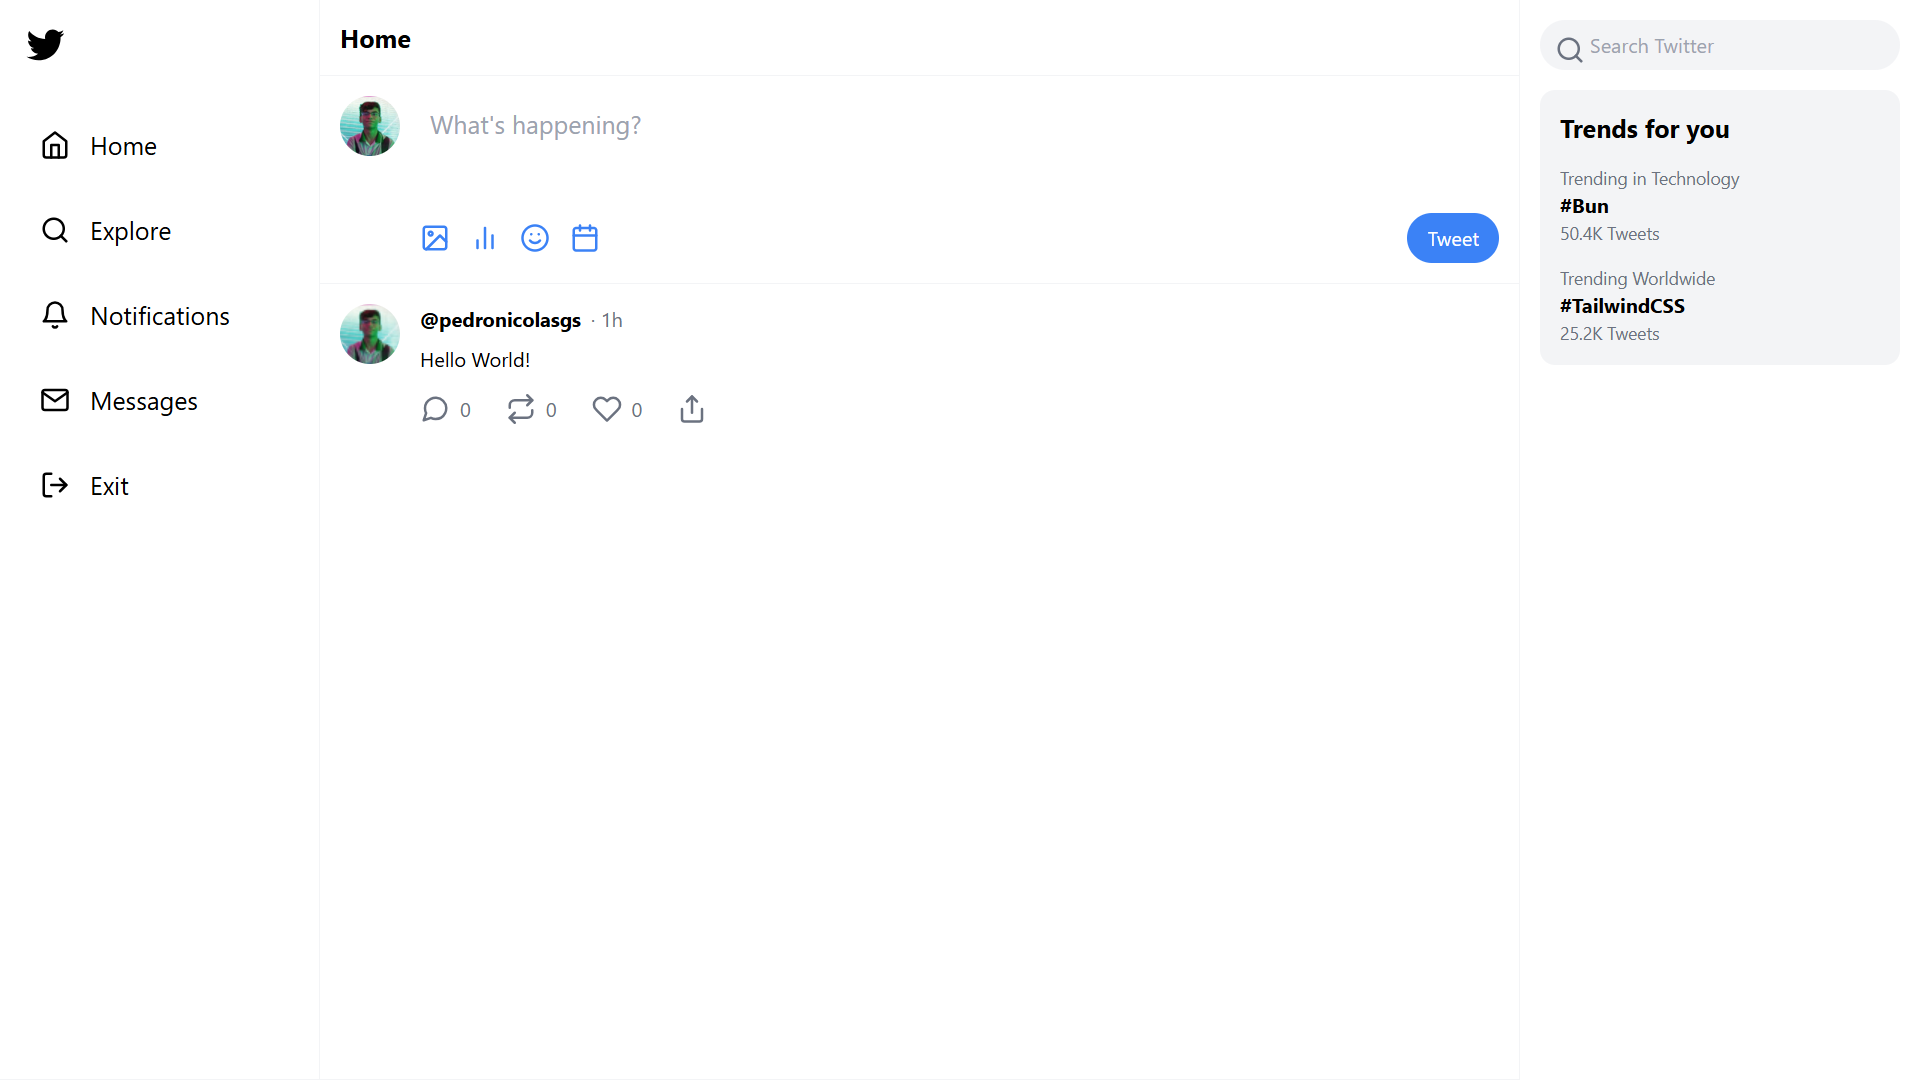 Home
Explore
Notifications
Messages
Exit
Home
What's happening?
Tweet
@pedronicolasgs · 1h
Hello World!
0 0 0
Search Twitter
Trends for you
Trending in Technology
#Bun
50.4K Tweets
Trending Worldwide
#TailwindCSS
25.2K Tweets